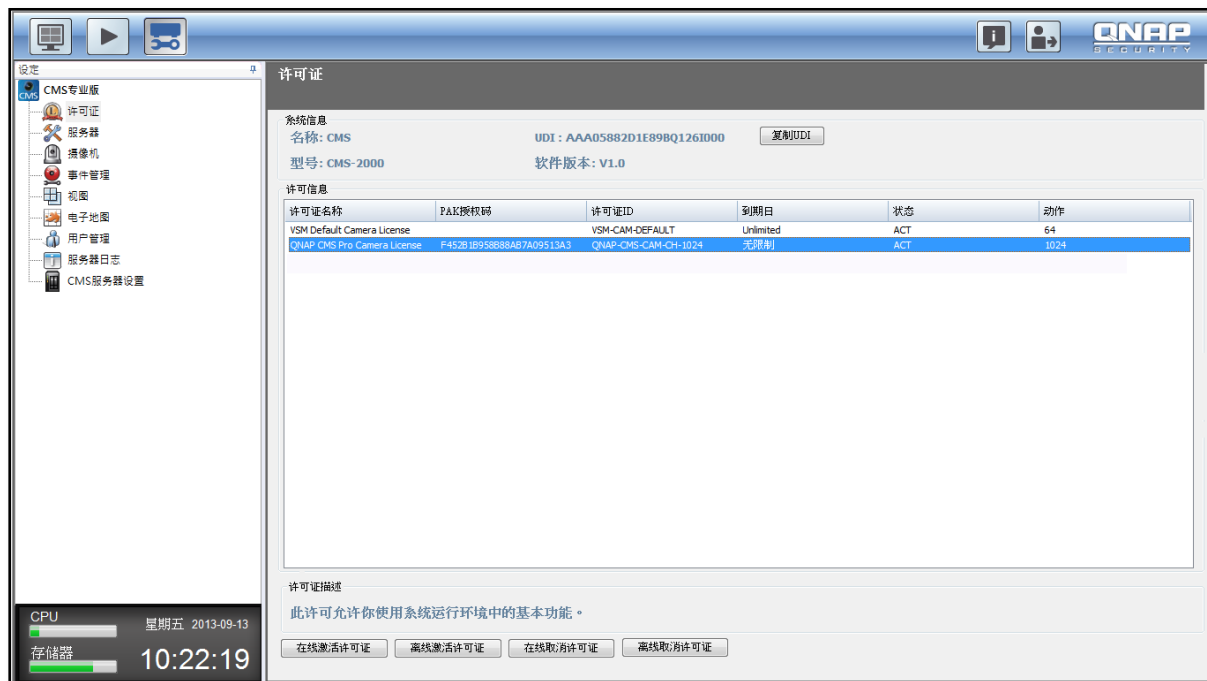 QNAP
SECURITY
设定
CMS专业版
许可证
服务器
摄像机
事件管理
视图
电子地图
用户管理
服务器日志
CMS服务器设置
CPU
星期五 2013-09-13
存储器
10:22:19
许可证
系统信息
名称: CMS UDI : AAA05882D1E89BQ126I000 复制UDI
型号: CMS-2000 软件版本: V1.0
许可信息
许可证名称 PAK授权码 许可证ID 到期日 状态 动作
VSM Default Camera License VSM-CAM-DEFAULT Unlimited ACT 64
QNAP CMS Pro Camera License F452B1B958B88AB7A09513A3 QNAP-CMS-CAM-CH-1024 无限制 ACT 1024
许可证描述
此许可允许你使用系统运行环境中的基本功能。
在线激活许可证 离线激活许可证 在线取消许可证 离线取消许可证